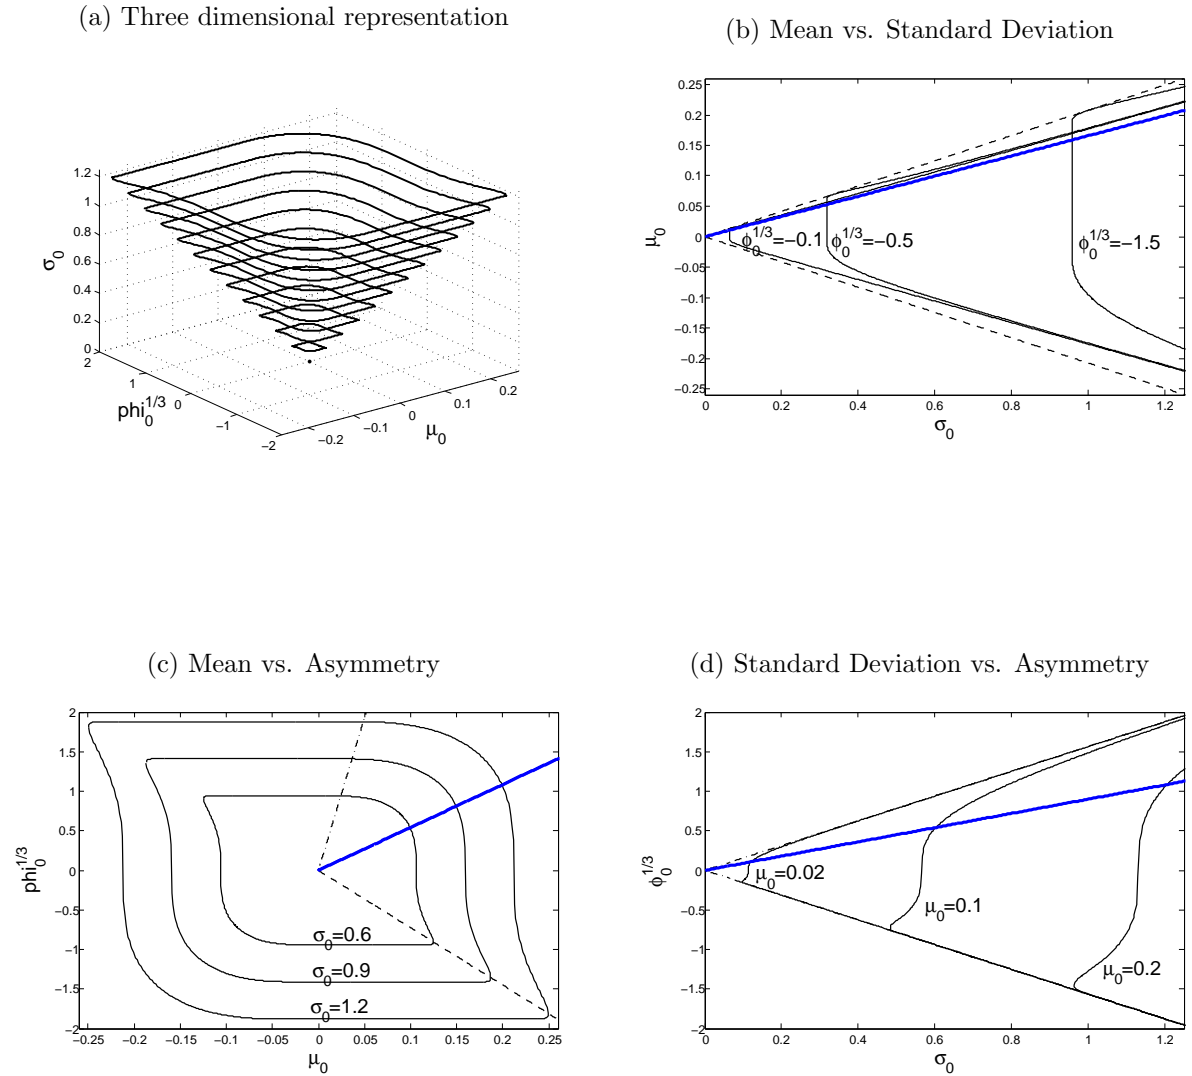 (a) Three dimensional representation
1.2
1
0.8
0.6
0.4
0.2
0
σ0
2
1
0
−1
−2
phi0^1/3
−0.2
−0.1
0
0.1
0.2
μ0
(b) Mean vs. Standard Deviation
0.25
0.2
0.15
0.1
0.05
0
−0.05
−0.1
−0.15
−0.2
−0.25
μ0
ϕ0^1/3=−0.1
ϕ0^1/3=−0.5
ϕ0^1/3=−1.5
0 0.2 0.4 0.6 0.8 1 1.2
σ0
(c) Mean vs. Asymmetry
2
1.5
1
0.5
0
−0.5
−1
−1.5
−2
phi0^1/3
σ0=0.6
σ0=0.9
σ0=1.2
−0.25 −0.2 −0.15 −0.1 −0.05 0 0.05 0.1 0.15 0.2 0.25
μ0
(d) Standard Deviation vs. Asymmetry
2
1.5
1
0.5
0
−0.5
−1
−1.5
−2
ϕ0^1/3
μ0=0.02
μ0=0.1
μ0=0.2
0 0.2 0.4 0.6 0.8 1 1.2
σ0